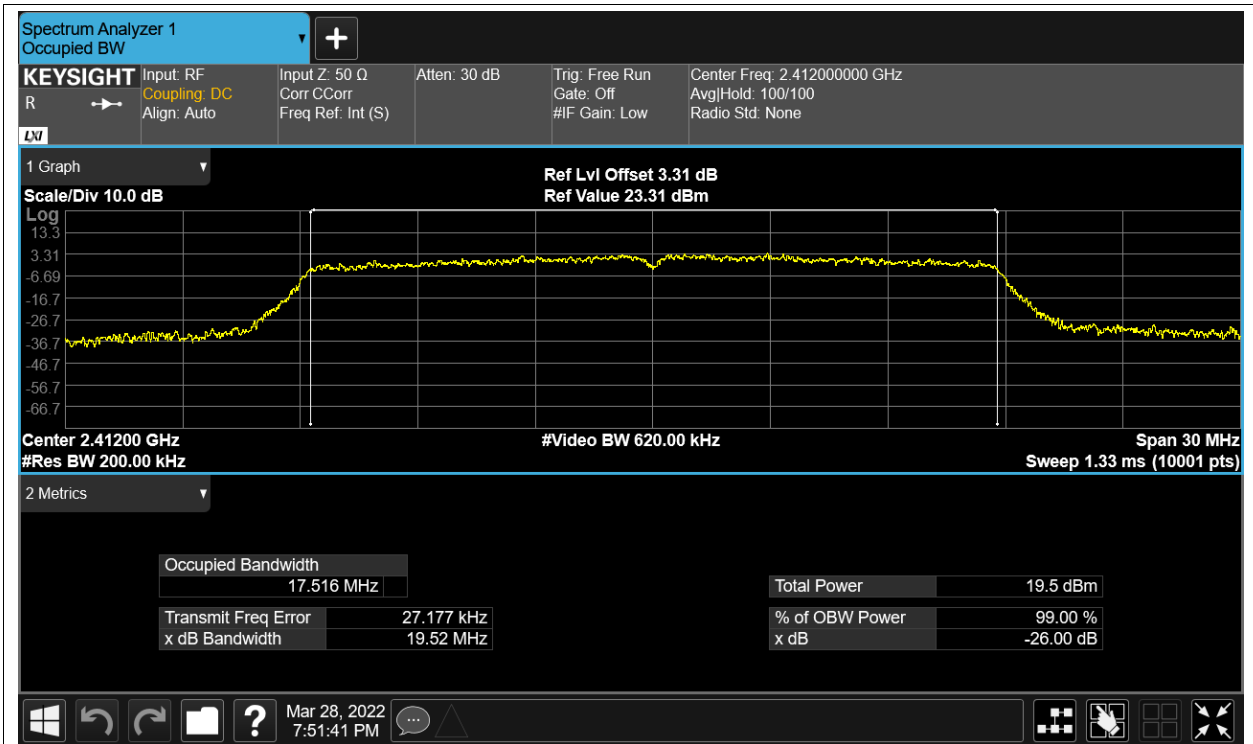 Spectrum Analyzer 1
Occupied BW
KEYSIGHT
R
LXI
Input: RF
Coupling: DC
Align: Auto
Input Z: 50 Ω
Corr CCorr
Freq Ref: Int (S)
Atten: 30 dB
Trig: Free Run
Gate: Off
#IF Gain: Low
Center Freq: 2.412000000 GHz
Avg|Hold: 100/100
Radio Std: None
1 Graph
Scale/Div 10.0 dB
Ref Lvl Offset 3.31 dB
Ref Value 23.31 dBm
Log
13.3
3.31
-6.69
-16.7
-26.7
-36.7
-46.7
-56.7
-66.7
Center 2.41200 GHz
#Video BW 620.00 kHz
Span 30 MHz
#Res BW 200.00 kHz
Sweep 1.33 ms (10001 pts)
2 Metrics
Occupied Bandwidth
17.516 MHz
Total Power 19.5 dBm
Transmit Freq Error 27.177 kHz
% of OBW Power 99.00 %
x dB Bandwidth 19.52 MHz
x dB -26.00 dB
?
Mar 28, 2022
7:51:41 PM